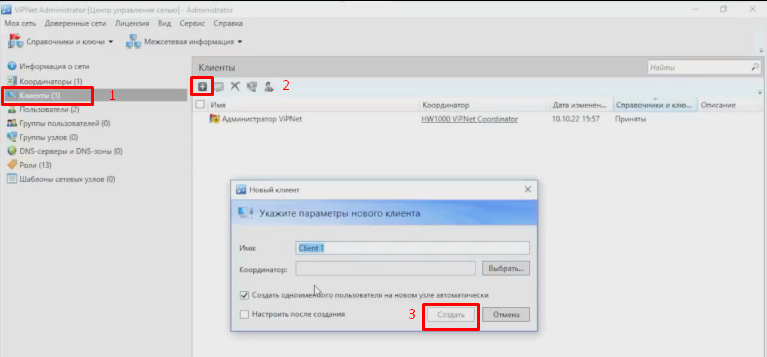 ViPNet Administrator [Центр управления сетью] - Administrator
Моя сеть Доверенные сети Лицензия Вид Сервис Справка
Справочники и ключи Межсетевая информация
Информация о сети
Координаторы (1)
Клиенты (1)
1
Пользователи (2)
Группы пользователей (0)
Группы узлов (0)
DNS-серверы и DNS-зоны (0)
Роли (13)
Шаблоны сетевых узлов (0)
Клиенты
Найти
2
Имя Координатор Дата изменен... Справочники и клю... Описание
Администратор ViPNet HW1000 ViPNet Coordinator 10.10.22 15:57 Приняты
Новый клиент
Укажите параметры нового клиента
Имя: Client 1
Координатор: Выбрать...
Создать одноименного пользователя на новом узле автоматически
Настроить после создания
3
Создать
Отмена